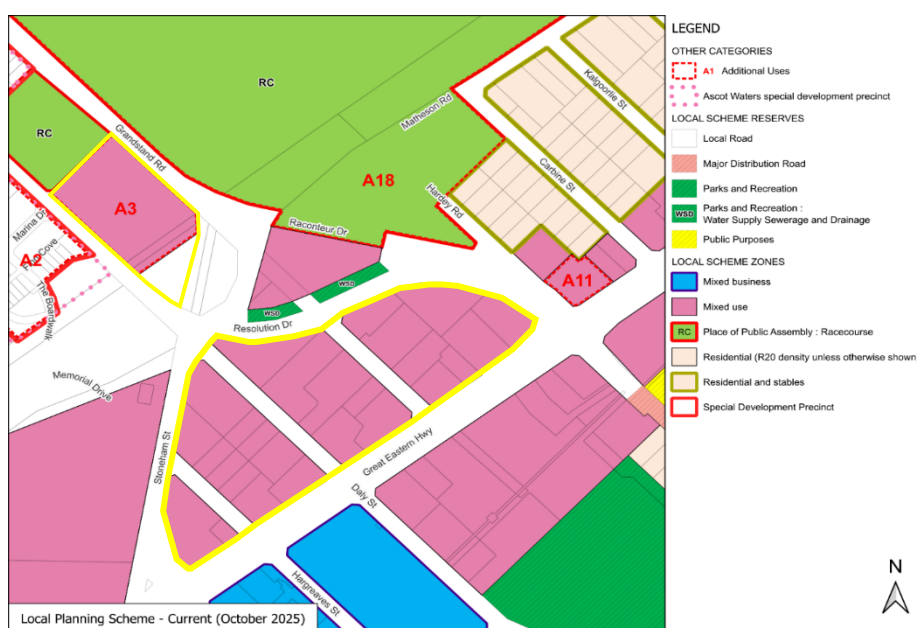 RC
RC
Grandstand Rd
A3
Marina Dr
A2
The Boardwalk
Memorial Drive
Matheson Rd
A18
Hardey Rd
Raconteur Dr
WSD
WSD
Resolution Dr
Kalgoorlie St
Carbine St
A11
Stoneham St
Great Eastern Hwy
Daly St
Hargreaves St
Local Planning Scheme - Current (October 2025)
LEGEND
OTHER CATEGORIES
A1 Additional Uses
Ascot Waters special development precinct
LOCAL SCHEME RESERVES
Local Road
Major Distribution Road
Parks and Recreation
WSD Parks and Recreation :
Water Supply Sewerage and Drainage
Public Purposes
LOCAL SCHEME ZONES
Mixed business
Mixed use
RC Place of Public Assembly : Racecourse
Residential (R20 density unless otherwise shown
Residential and stables
Special Development Precinct
N